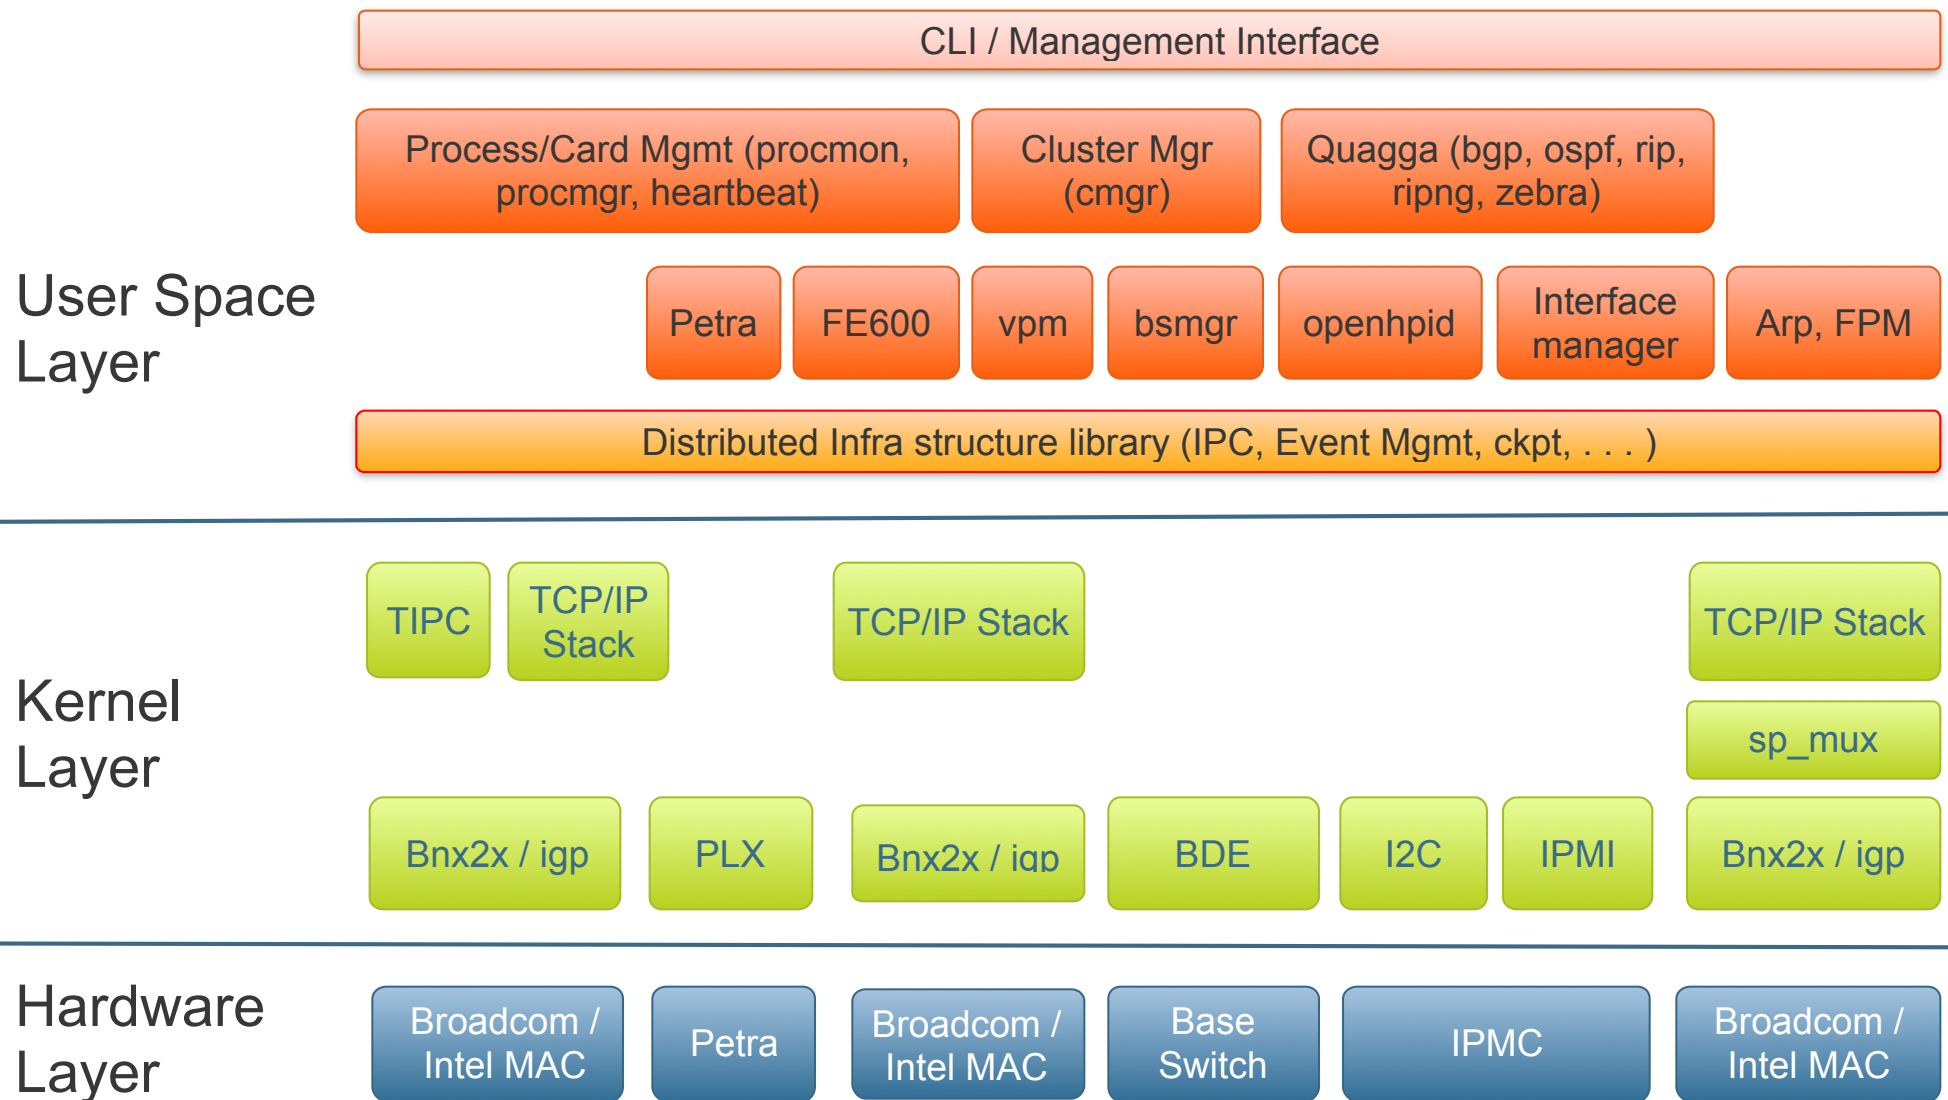 CLI / Management Interface
Process/Card Mgmt (procmon,
procmgr, heartbeat)
Cluster Mgr
(cmgr)
Quagga (bgp, ospf, rip,
ripng, zebra)
User Space
Layer
Petra
FE600
vpm
bsmgr
openhpid
Interface
manager
Arp, FPM
Distributed Infra structure library (IPC, Event Mgmt, ckpt, . . . )
Kernel
Layer
TIPC
TCP/IP
Stack
TCP/IP Stack
TCP/IP Stack
sp_mux
Bnx2x / igp
PLX
Bnx2x / igp
BDE
I2C
IPMI
Bnx2x / igp
Hardware
Layer
Broadcom /
Intel MAC
Petra
Broadcom /
Intel MAC
Base
Switch
IPMC
Broadcom /
Intel MAC